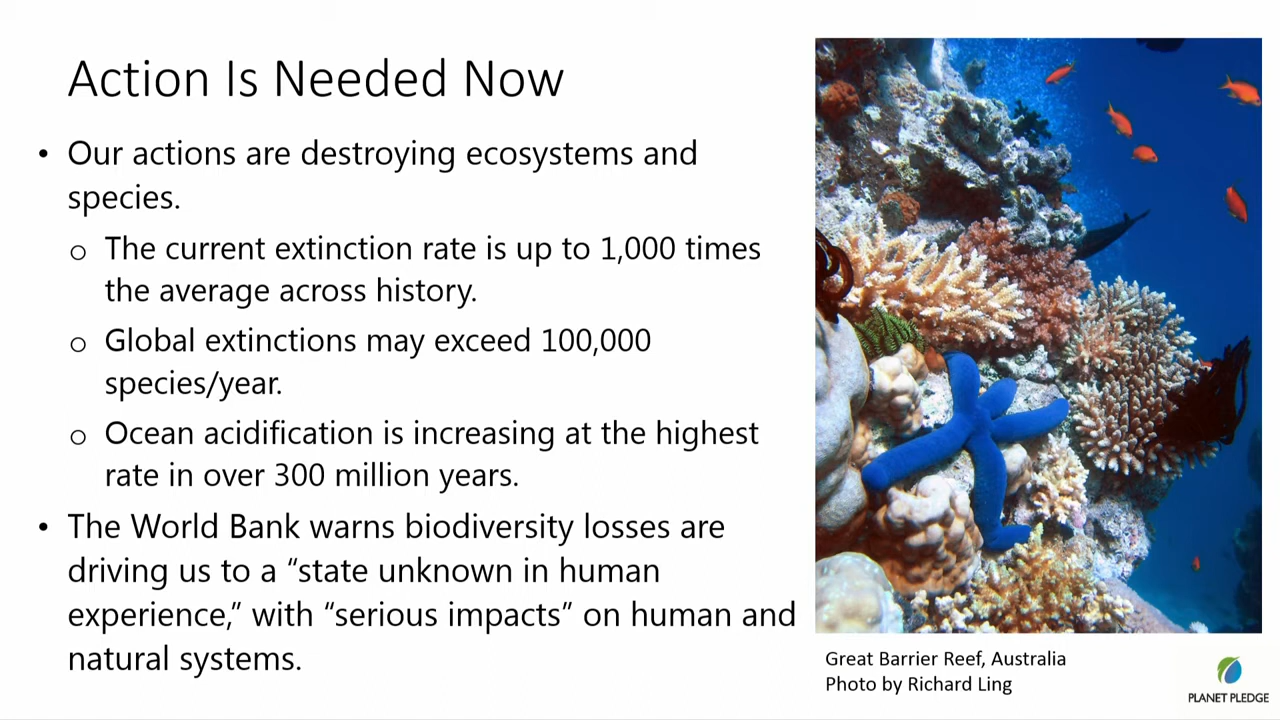 Action Is Needed Now
• Our actions are destroying ecosystems and
species.
o The current extinction rate is up to 1,000 times
the average across history.
o Global extinctions may exceed 100,000
species/year.
o Ocean acidification is increasing at the highest
rate in over 300 million years.
• The World Bank warns biodiversity losses are
driving us to a “state unknown in human
experience,” with “serious impacts” on human and
natural systems.
Great Barrier Reef, Australia
Photo by Richard Ling
PLANET PLEDGE